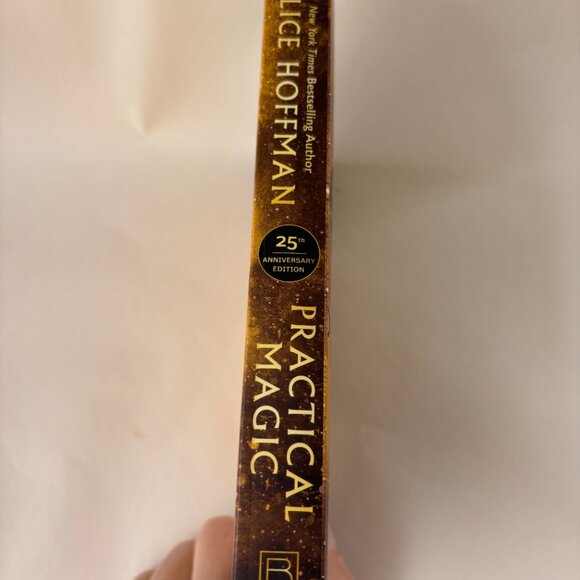 New York Times Bestselling Author
LICE HOFFMAN
25th
ANNIVERSARY
EDITION
PRACTICAL
MAGIC
B